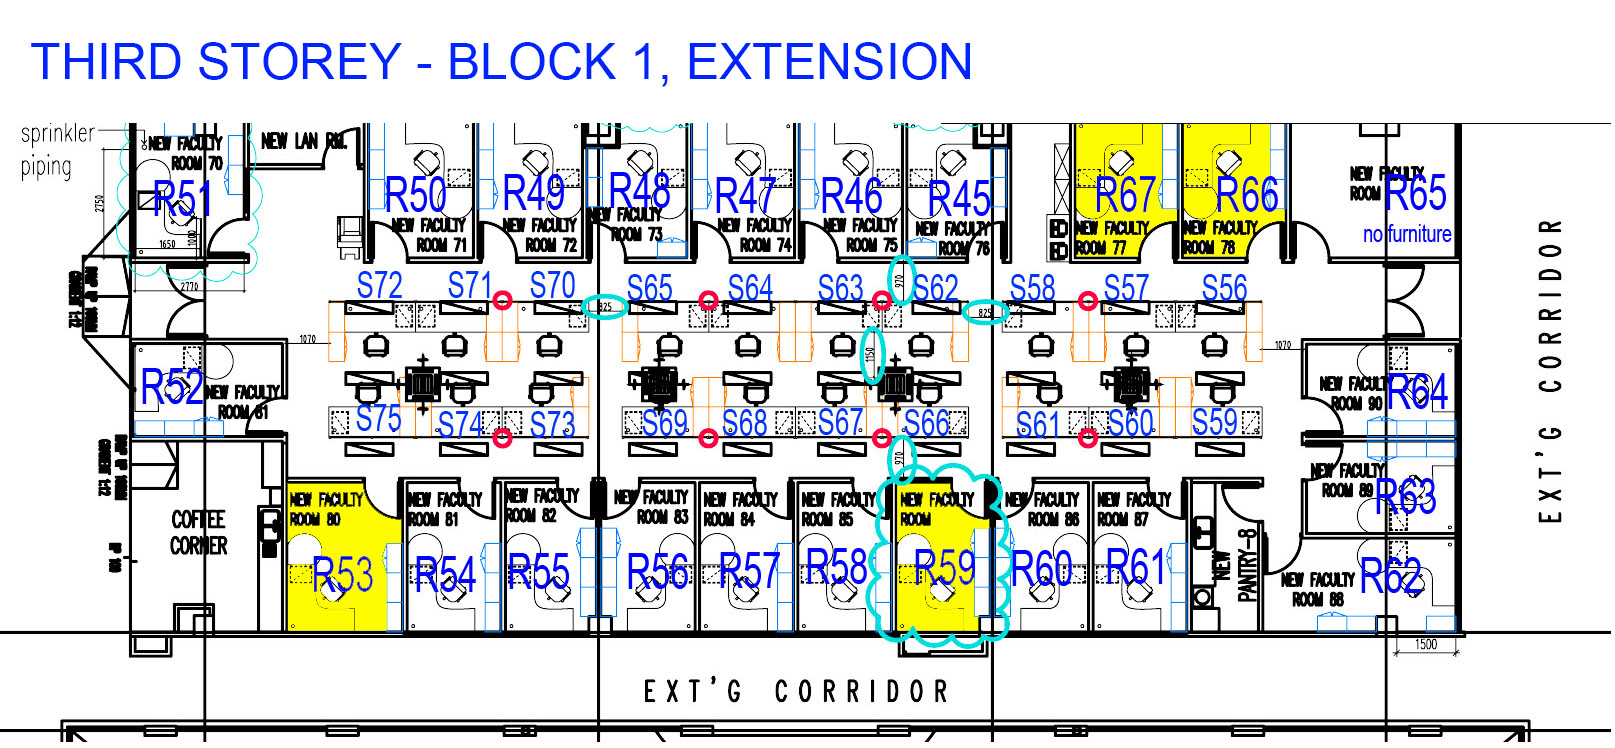 THIRD STOREY - BLOCK 1, EXTENSION
sprinkler
piping
NEW FACULTY
ROOM 70
R51
2750
1650
1000
2770
NEW LAN RM.
R50
NEW FACULTY
ROOM 71
R49
NEW FACULTY
ROOM 72
R48
NEW FACULTY
ROOM 73
R47
NEW FACULTY
ROOM 74
R46
NEW FACULTY
ROOM 75
R45
NEW FACULTY
ROOM 76
R67
NEW FACULTY
ROOM 77
R66
NEW FACULTY
ROOM 78
NEW FACULTY
ROOM
R65
no furniture
S72
S71
S70
S65
S64
S63
S62
S58
S57
S56
825
970
825
1070
1150
1070
S75
S74
S73
S69
S68
S67
S66
S61
S60
S59
970
R52
NEW FACULTY
ROOM 61
NEW FACULTY
ROOM 90
R64
NEW FACULTY
ROOM 89
R63
R62
NEW FACULTY
ROOM 88
1500
COFFEE
CORNER
NEW FACULTY
ROOM 80
R53
NEW FACULTY
ROOM 81
R54
NEW FACULTY
ROOM 82
R55
NEW FACULTY
ROOM 83
R56
NEW FACULTY
ROOM 84
R57
NEW FACULTY
ROOM 85
R58
NEW FACULTY
ROOM
R59
NEW FACULTY
ROOM 86
R60
NEW FACULTY
ROOM 87
R61
NEW
PANTRY-8
EXT'G CORRIDOR
EXT'G CORRIDOR